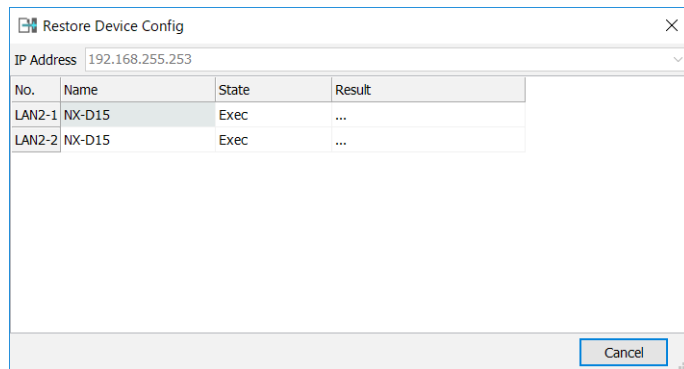 Restore Device Config
IP Address 192.168.255.253
No. Name State Result
LAN2-1 NX-D15 Exec ...
LAN2-2 NX-D15 Exec ...
Cancel